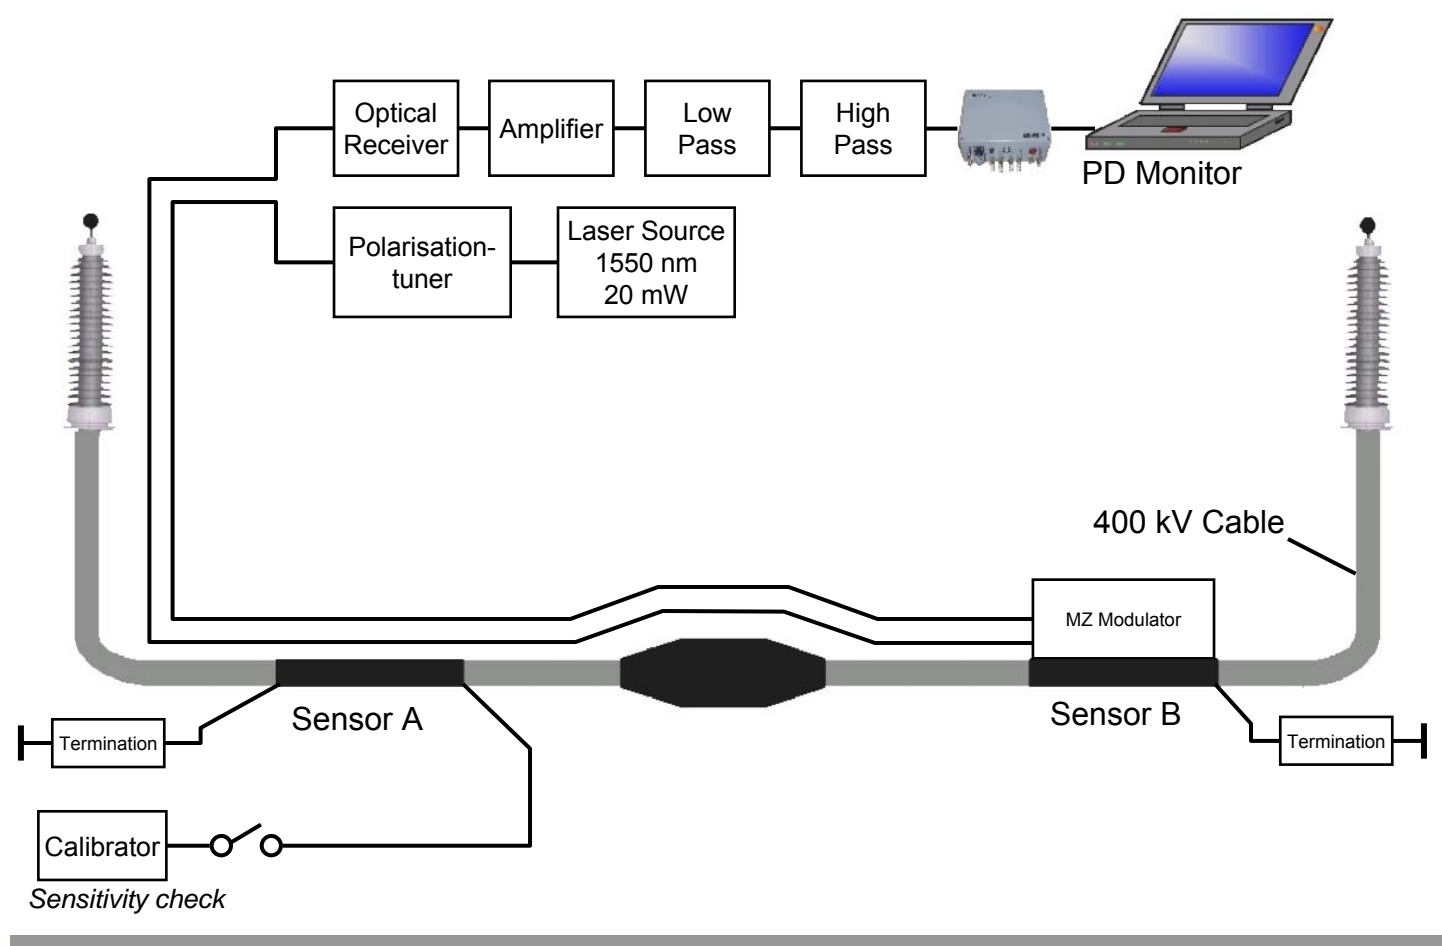 Optical
Receiver
Amplifier
Low
Pass
High
Pass
PD Monitor
Polarisation-
tuner
Laser Source
1550 nm
20 mW
400 kV Cable
MZ Modulator
Sensor A
Sensor B
Termination
Termination
Calibrator
Sensitivity check